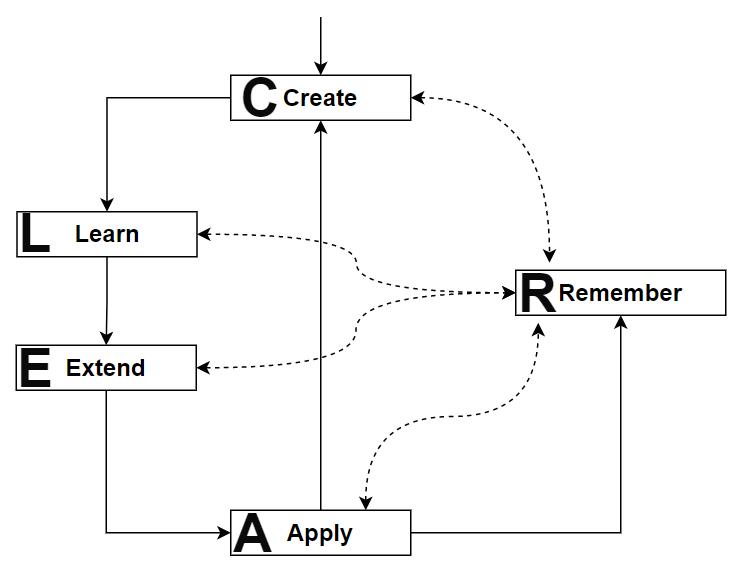 C Create
L Learn
R Remember
E Extend
A Apply